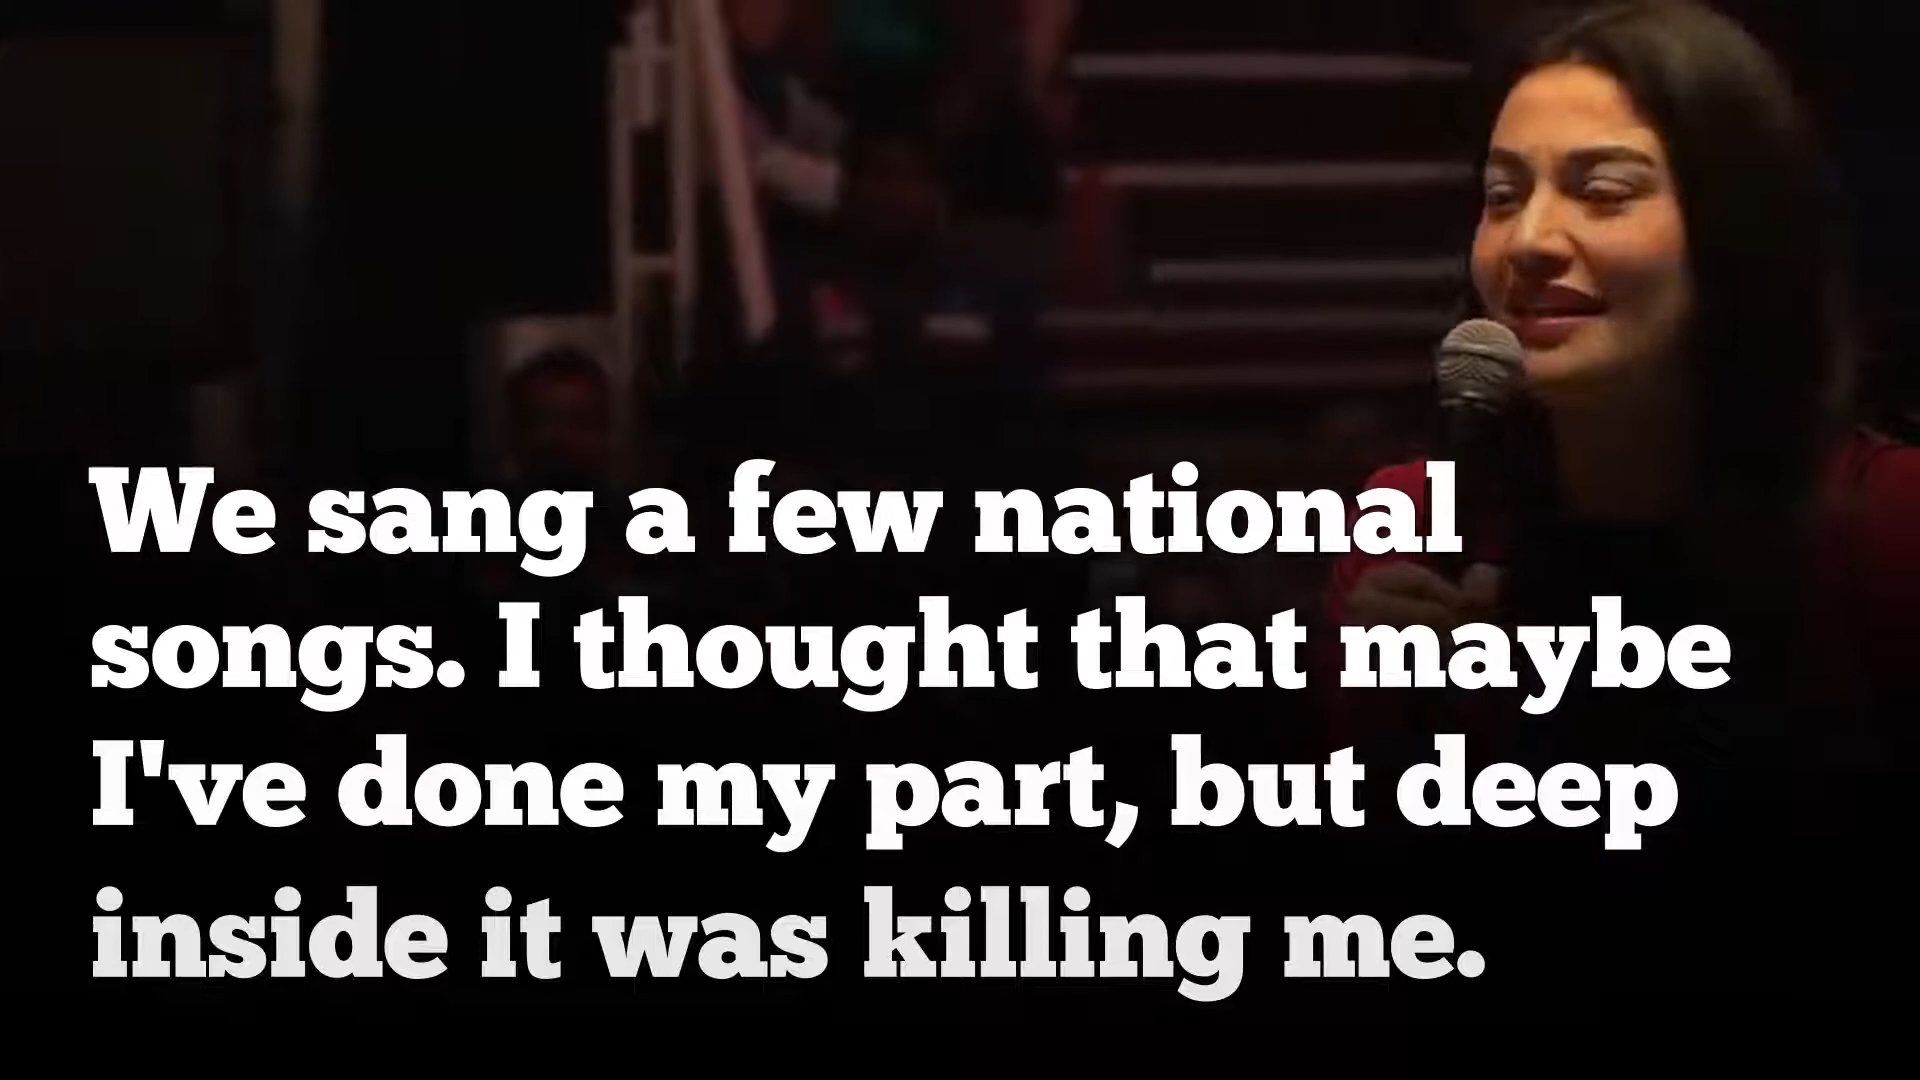 We sang a few national
songs. I thought that maybe
I've done my part, but deep
inside it was killing me.